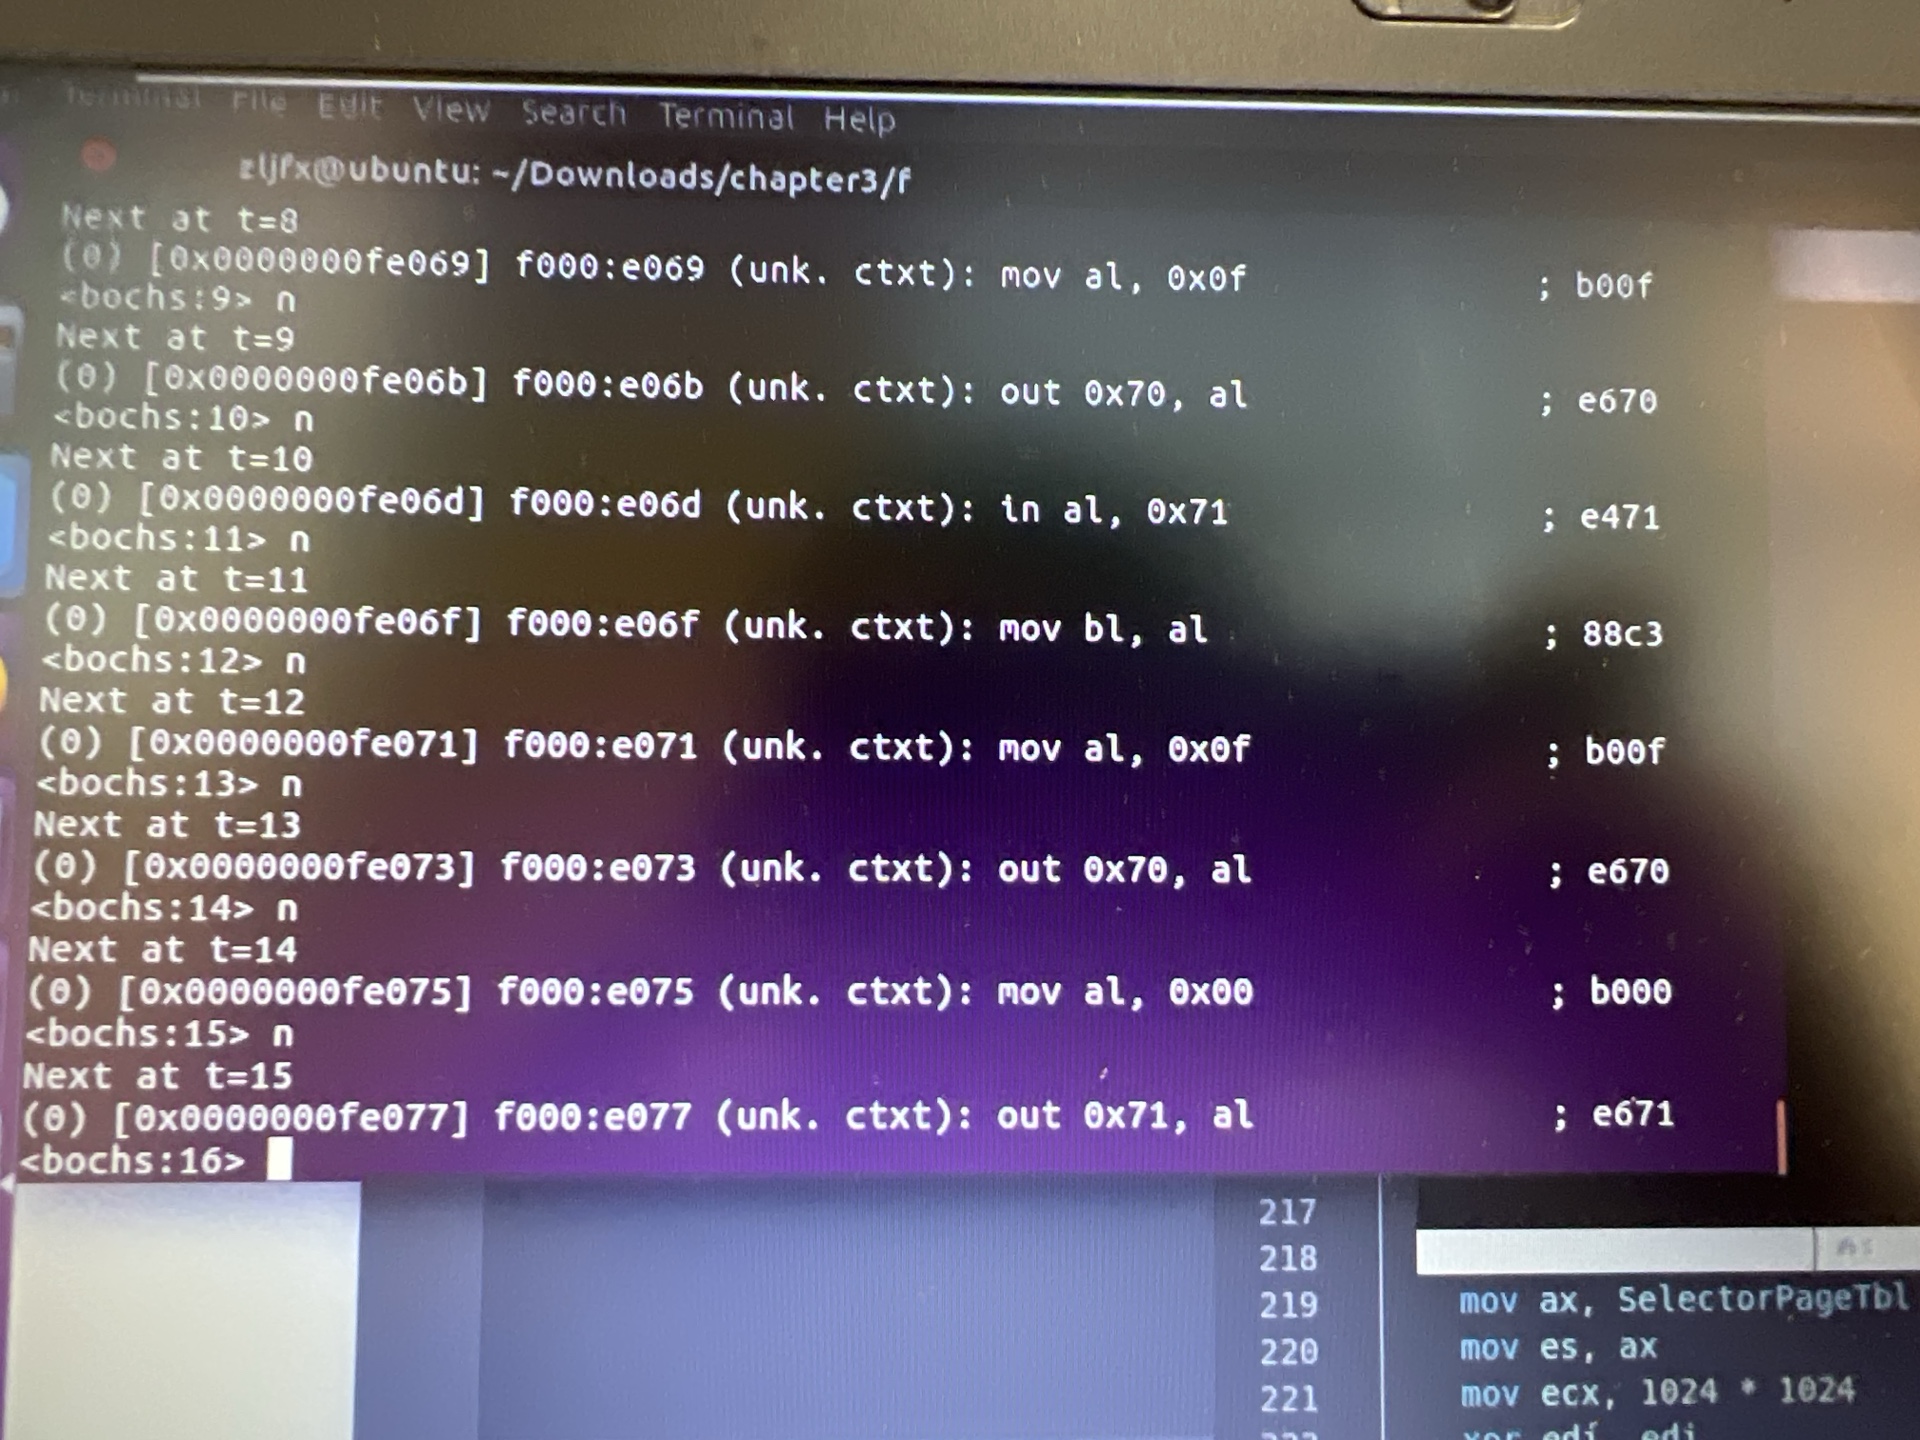 Terminal File Edit View Search Terminal Help
zljfx@ubuntu: ~/Downloads/chapter3/f
Next at t=8
(0) [0x0000000fe069] f000:e069 (unk. ctxt): mov al, 0x0f ; b00f
<bochs:9> n
Next at t=9
(0) [0x0000000fe06b] f000:e06b (unk. ctxt): out 0x70, al ; e670
<bochs:10> n
Next at t=10
(0) [0x0000000fe06d] f000:e06d (unk. ctxt): in al, 0x71 ; e471
<bochs:11> n
Next at t=11
(0) [0x0000000fe06f] f000:e06f (unk. ctxt): mov bl, al ; 88c3
<bochs:12> n
Next at t=12
(0) [0x0000000fe071] f000:e071 (unk. ctxt): mov al, 0x0f ; b00f
<bochs:13> n
Next at t=13
(0) [0x0000000fe073] f000:e073 (unk. ctxt): out 0x70, al ; e670
<bochs:14> n
Next at t=14
(0) [0x0000000fe075] f000:e075 (unk. ctxt): mov al, 0x00 ; b000
<bochs:15> n
Next at t=15
(0) [0x0000000fe077] f000:e077 (unk. ctxt): out 0x71, al ; e671
<bochs:16>
217
218
219 mov ax, SelectorPageTbl
220 mov es, ax
221 mov ecx, 1024 * 1024
xor edi, edi